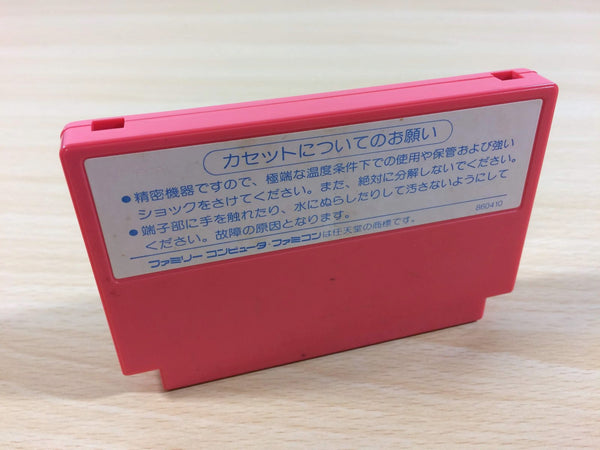 カセットについてのお願い
●精密機器ですので、極端な温度条件下での使用や保管および強い
ショックをさけてください。また、絶対に分解しないでください。
●端子部に手を触れたり、水にぬらしたりして汚さないようにして
ください。故障の原因となります。
860410
ファミリー コンピュータ・ファミコンは任天堂の商標です。